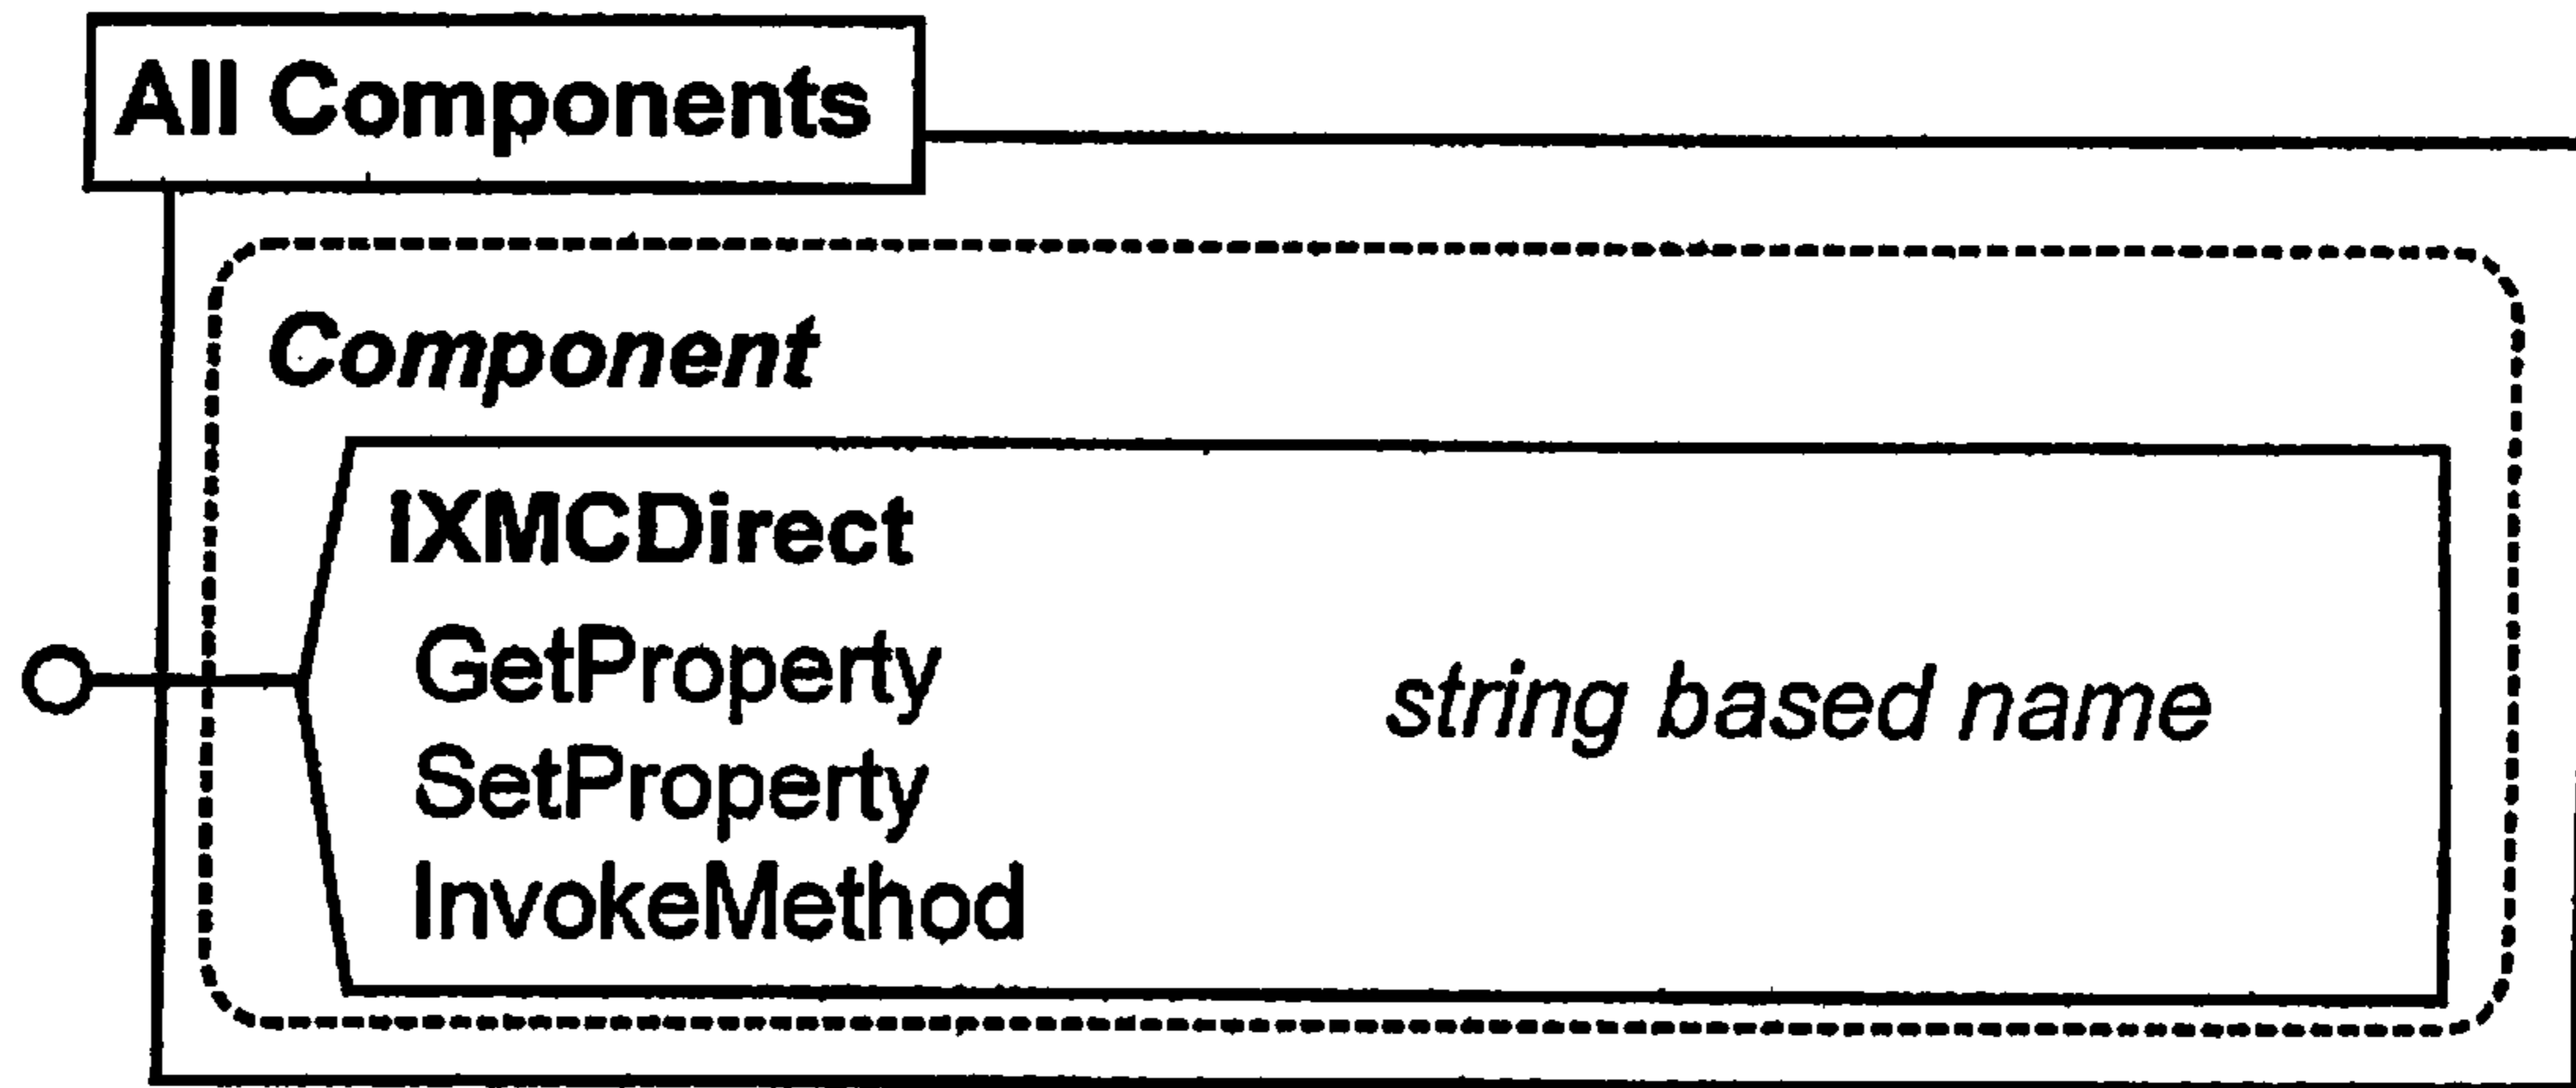 All Components
Component
IXMCDirect
GetProperty
string based name
SetProperty
InvokeMethod